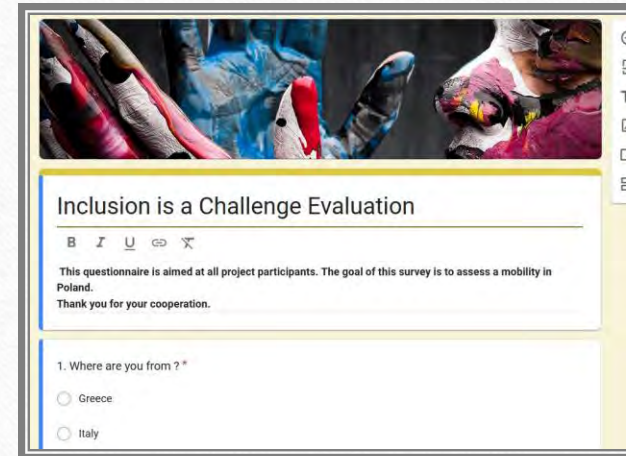 Inclusion is a Challenge Evaluation
B I U
This questionnaire is aimed at all project participants. The goal of this survey is to assess a mobility in
Poland.
Thank you for your cooperation.
1. Where are you from ? *
Greece
Italy